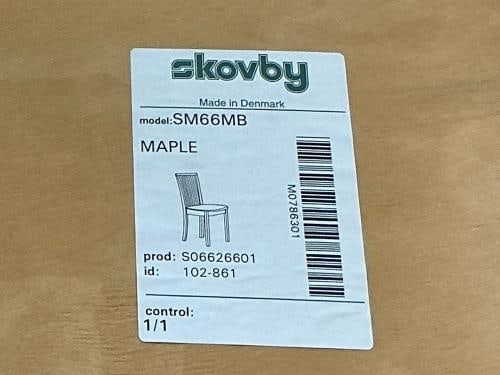 skovby
Made in Denmark
model:SM66MB
MAPLE
M0786301
prod: S06626601
id: 102-861
control:
1/1